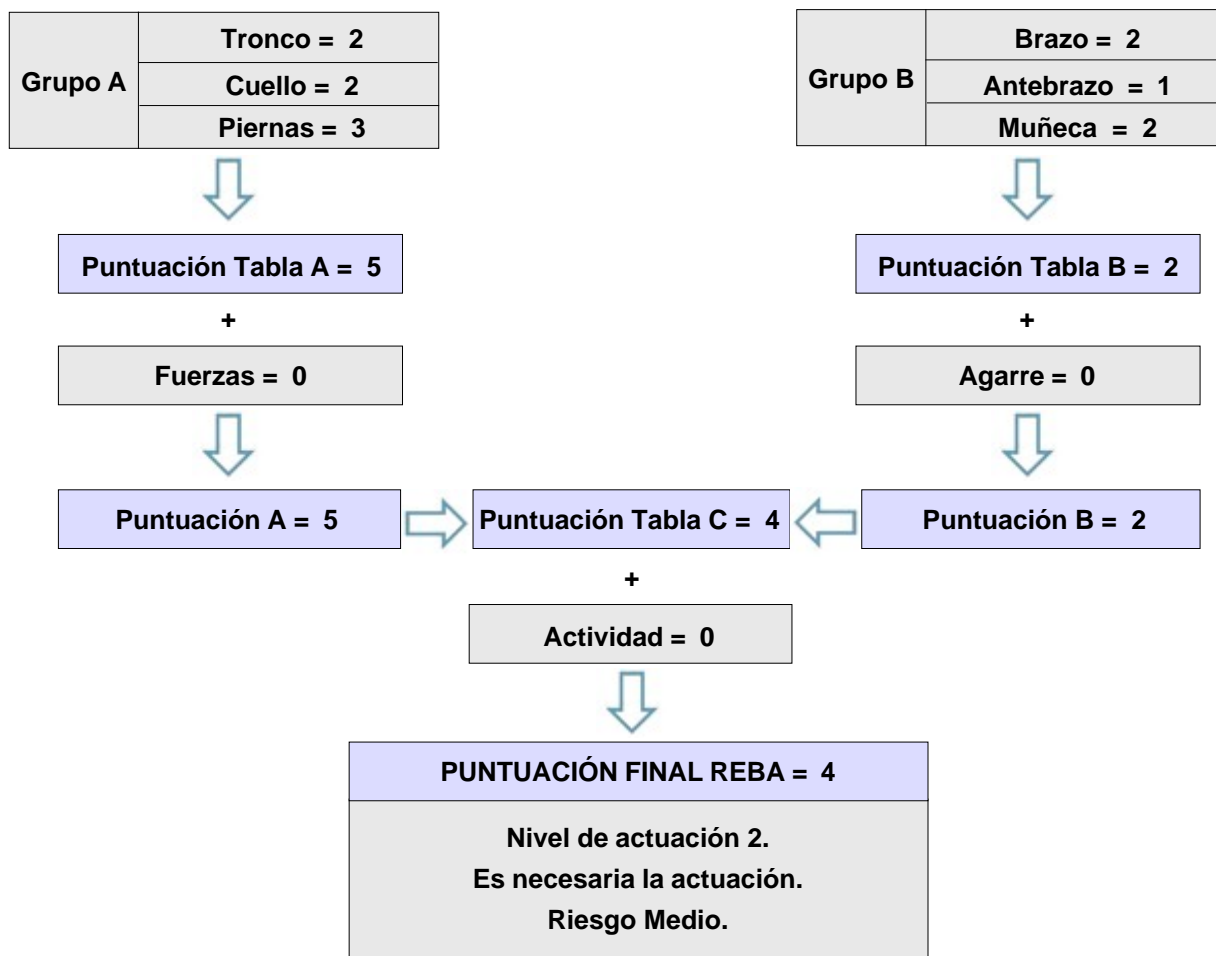 Grupo A
Tronco = 2
Cuello = 2
Piernas = 3
Grupo B
Brazo = 2
Antebrazo = 1
Muñeca = 2
Puntuación Tabla A = 5
Puntuación Tabla B = 2
+
+
Fuerzas = 0
Agarre = 0
Puntuación A = 5
Puntuación Tabla C = 4
Puntuación B = 2
+
Actividad = 0
PUNTUACIÓN FINAL REBA = 4
Nivel de actuación 2.
Es necesaria la actuación.
Riesgo Medio.